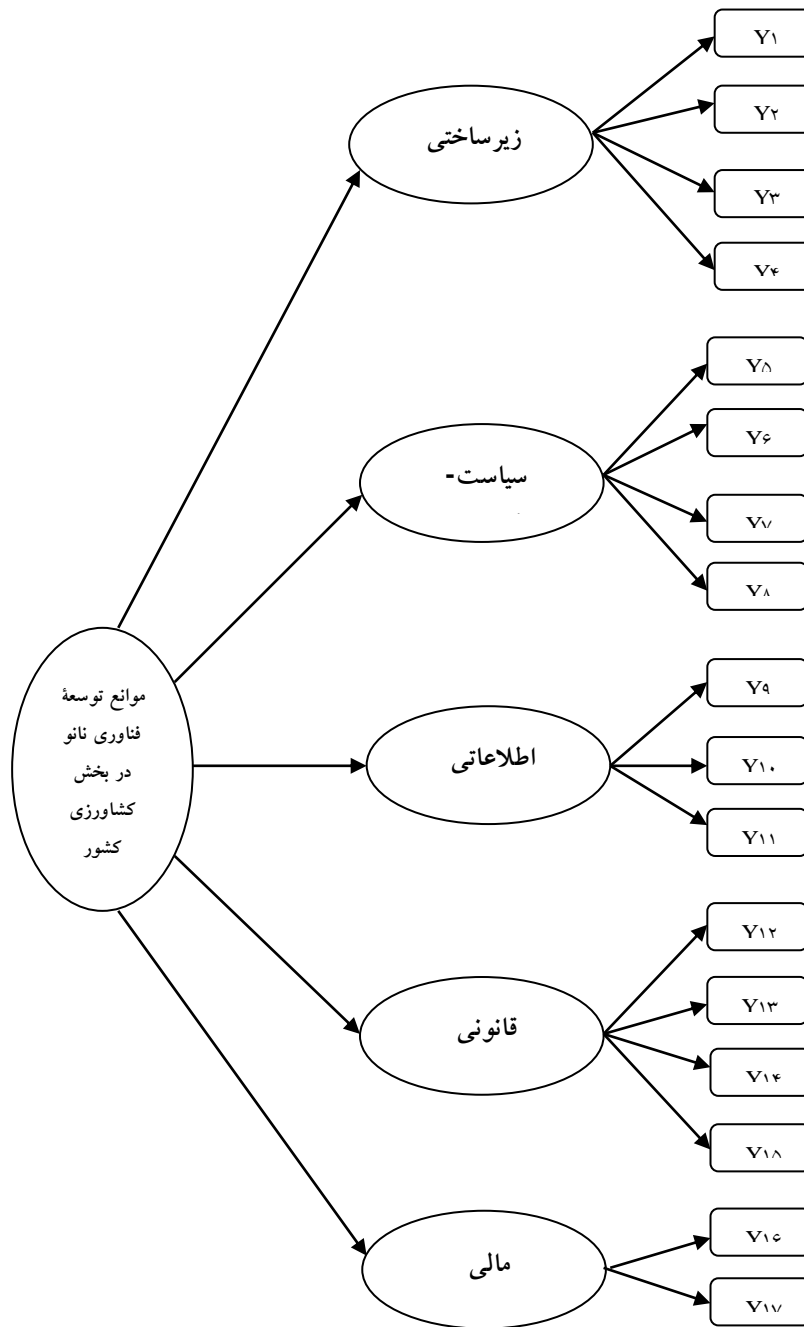 Y۱
Y۲
زیرساختی
Y۳
Y۴
Y۵
Y۶
سیاست-
Y۷
Y۸
موانع توسعۀ
فناوری نانو
در بخش
کشاورزی
کشور
Y۹
اطلاعاتی
Y۱۰
Y۱۱
Y۱۲
Y۱۳
قانونی
Y۱۴
Y۱۵
Y۱۶
مالی
Y۱۷